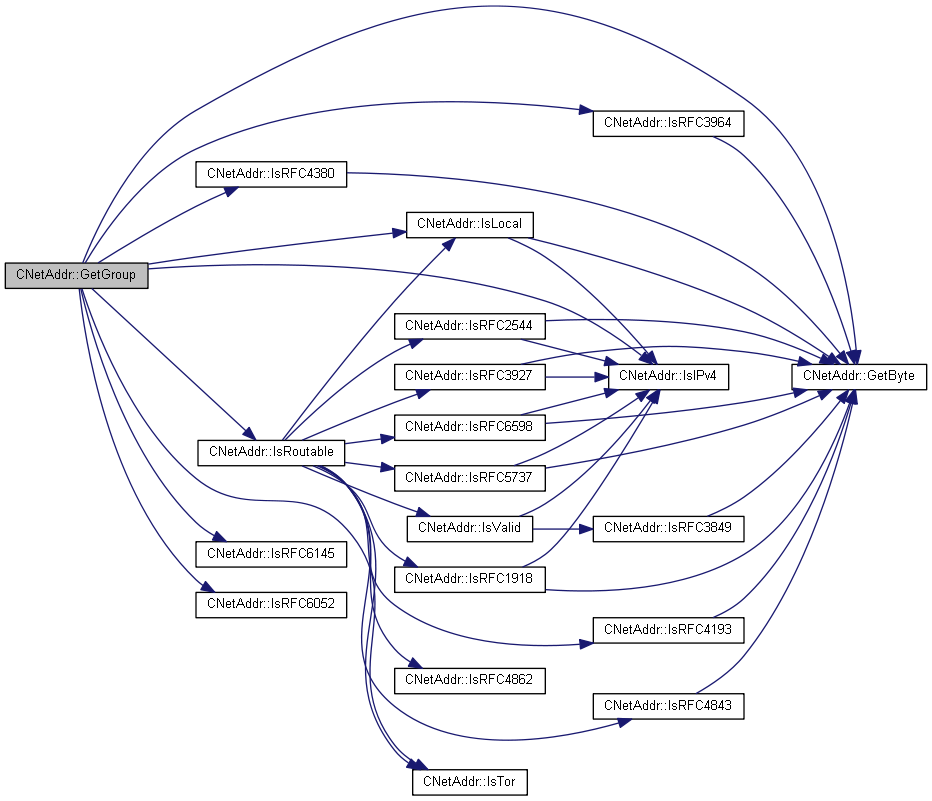 CNetAddr::IsRFC3964
CNetAddr::IsRFC4380
CNetAddr::IsLocal
CNetAddr::GetGroup
CNetAddr::IsRFC2544
CNetAddr::IsRFC3927
CNetAddr::IsIPv4
CNetAddr::GetByte
CNetAddr::IsRFC6598
CNetAddr::IsRoutable
CNetAddr::IsRFC5737
CNetAddr::IsValid
CNetAddr::IsRFC3849
CNetAddr::IsRFC6145
CNetAddr::IsRFC1918
CNetAddr::IsRFC6052
CNetAddr::IsRFC4193
CNetAddr::IsRFC4862
CNetAddr::IsRFC4843
CNetAddr::IsTor